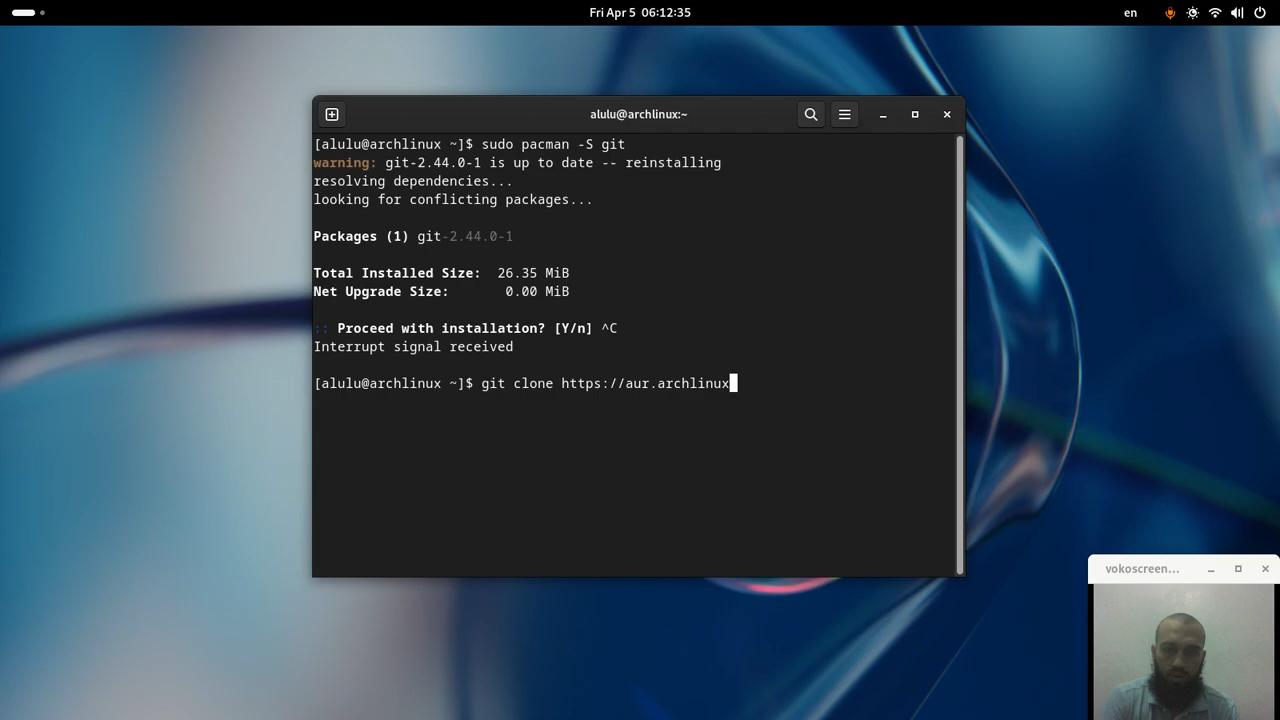 Fri Apr 5 06:12:35
en
alulu@archlinux:~
[alulu@archlinux ~]$ sudo pacman -S git
warning: git-2.44.0-1 is up to date -- reinstalling
resolving dependencies...
looking for conflicting packages...
Packages (1) git-2.44.0-1
Total Installed Size:  26.35 MiB
Net Upgrade Size:       0.00 MiB
:: Proceed with installation? [Y/n] ^C
Interrupt signal received
[alulu@archlinux ~]$ git clone https://aur.archlinux
vokoscreen...